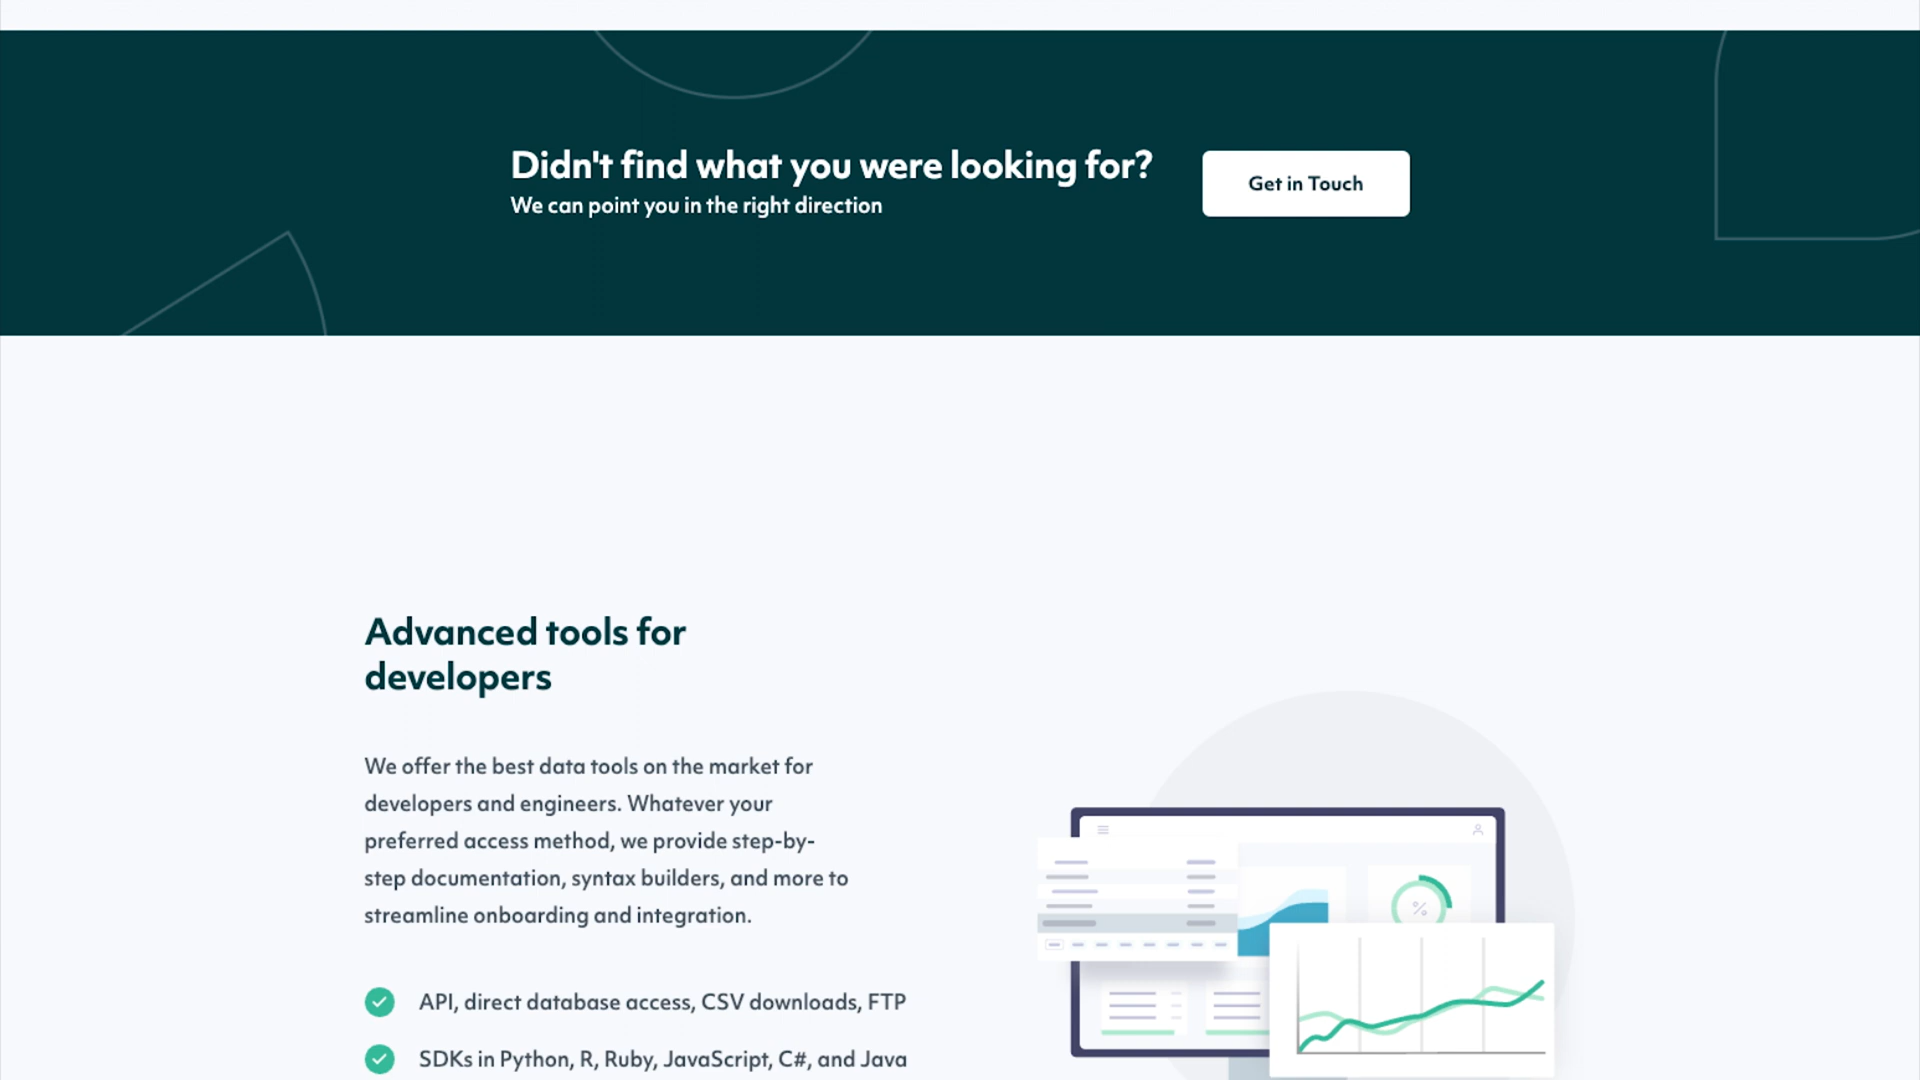 Didn't find what you were looking for?
We can point you in the right direction
Get in Touch
Advanced tools for
developers
We offer the best data tools on the market for
developers and engineers. Whatever your
preferred access method, we provide step-by-
step documentation, syntax builders, and more to
streamline onboarding and integration.
API, direct database access, CSV downloads, FTP
SDKs in Python, R, Ruby, JavaScript, C#, and Java
%